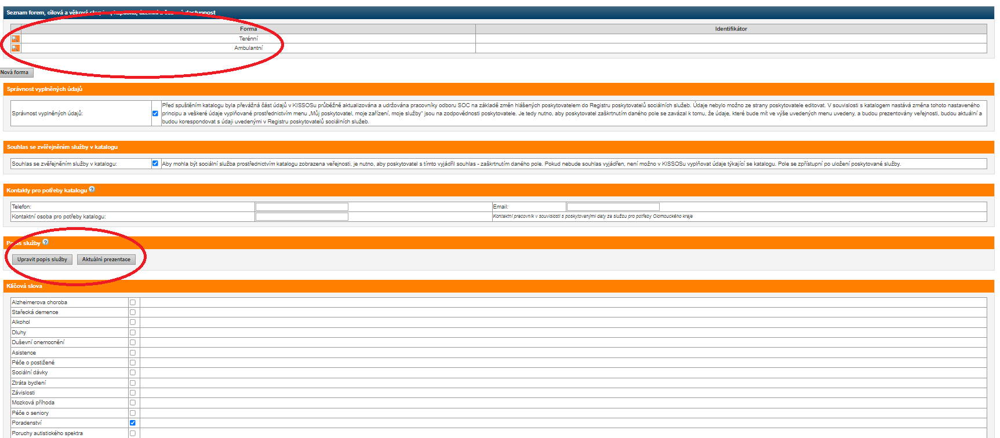 Seznam forem, cílová a věková skupina, kapacita, územní a časová dostupnost
Forma Identifikátor
Terénní
Ambulantní
Nová forma
Správnost vyplněných údajů
Správnost vyplněných údajů: Před spuštěním katalogu byla převážná část údajů v KISSOSu průběžně aktualizována a udržována pracovníky odboru SOC na základě změn hlášených poskytovatelem do Registru poskytovatelů sociálních služeb. Údaje nebylo možno ze strany poskytovatele editovat. V souvislosti s katalogem nastává změna tohoto nastaveného
principu a veškeré údaje vyplňované prostřednictvím menu „Můj poskytovatel, moje zařízení, moje služby" jsou na zodpovědnosti poskytovatele. Je tedy nutno, aby poskytovatel zaškrtnutím daného pole se zavázal k tomu, že údaje, které bude mít ve výše uvedených menu uvedeny, a budou prezentovány veřejnosti, budou aktuální a
budou korespondovat s údaji uvedenými v Registru poskytovatelů sociálních služeb.
Souhlas se zvěřejněním služby v katalogu
Souhlas se zvěřejněním služby v katalogu: Aby mohla být sociální služba prostřednictvím katalogu zobrazena veřejnosti, je nutno, aby poskytovatel s tímto vyjádřil souhlas - zaškrtnutím daného pole. Pokud nebude souhlas vyjádřen, není možno v KISSOSu vyplňovat údaje týkající se katalogu. Pole se zpřístupní po uložení poskytované služby.
Kontakty pro potřeby katalogu ?
Telefon: Email:
Kontaktní osoba pro potřeby katalogu: Kontaktní pracovník v souvislosti s poskytovanými daty za službu pro potřeby Olomouckého kraje
Popis služby ?
Upravit popis služby Aktuální prezentace
Klíčová slova
Alzheimerova choroba
Stařecká demence
Alkohol
Dluhy
Duševní onemocnění
Asistence
Péče o postižené
Sociální dávky
Ztráta bydlení
Závislosti
Mozková příhoda
Péče o seniory
Poradenství
Poruchy autistického spektra